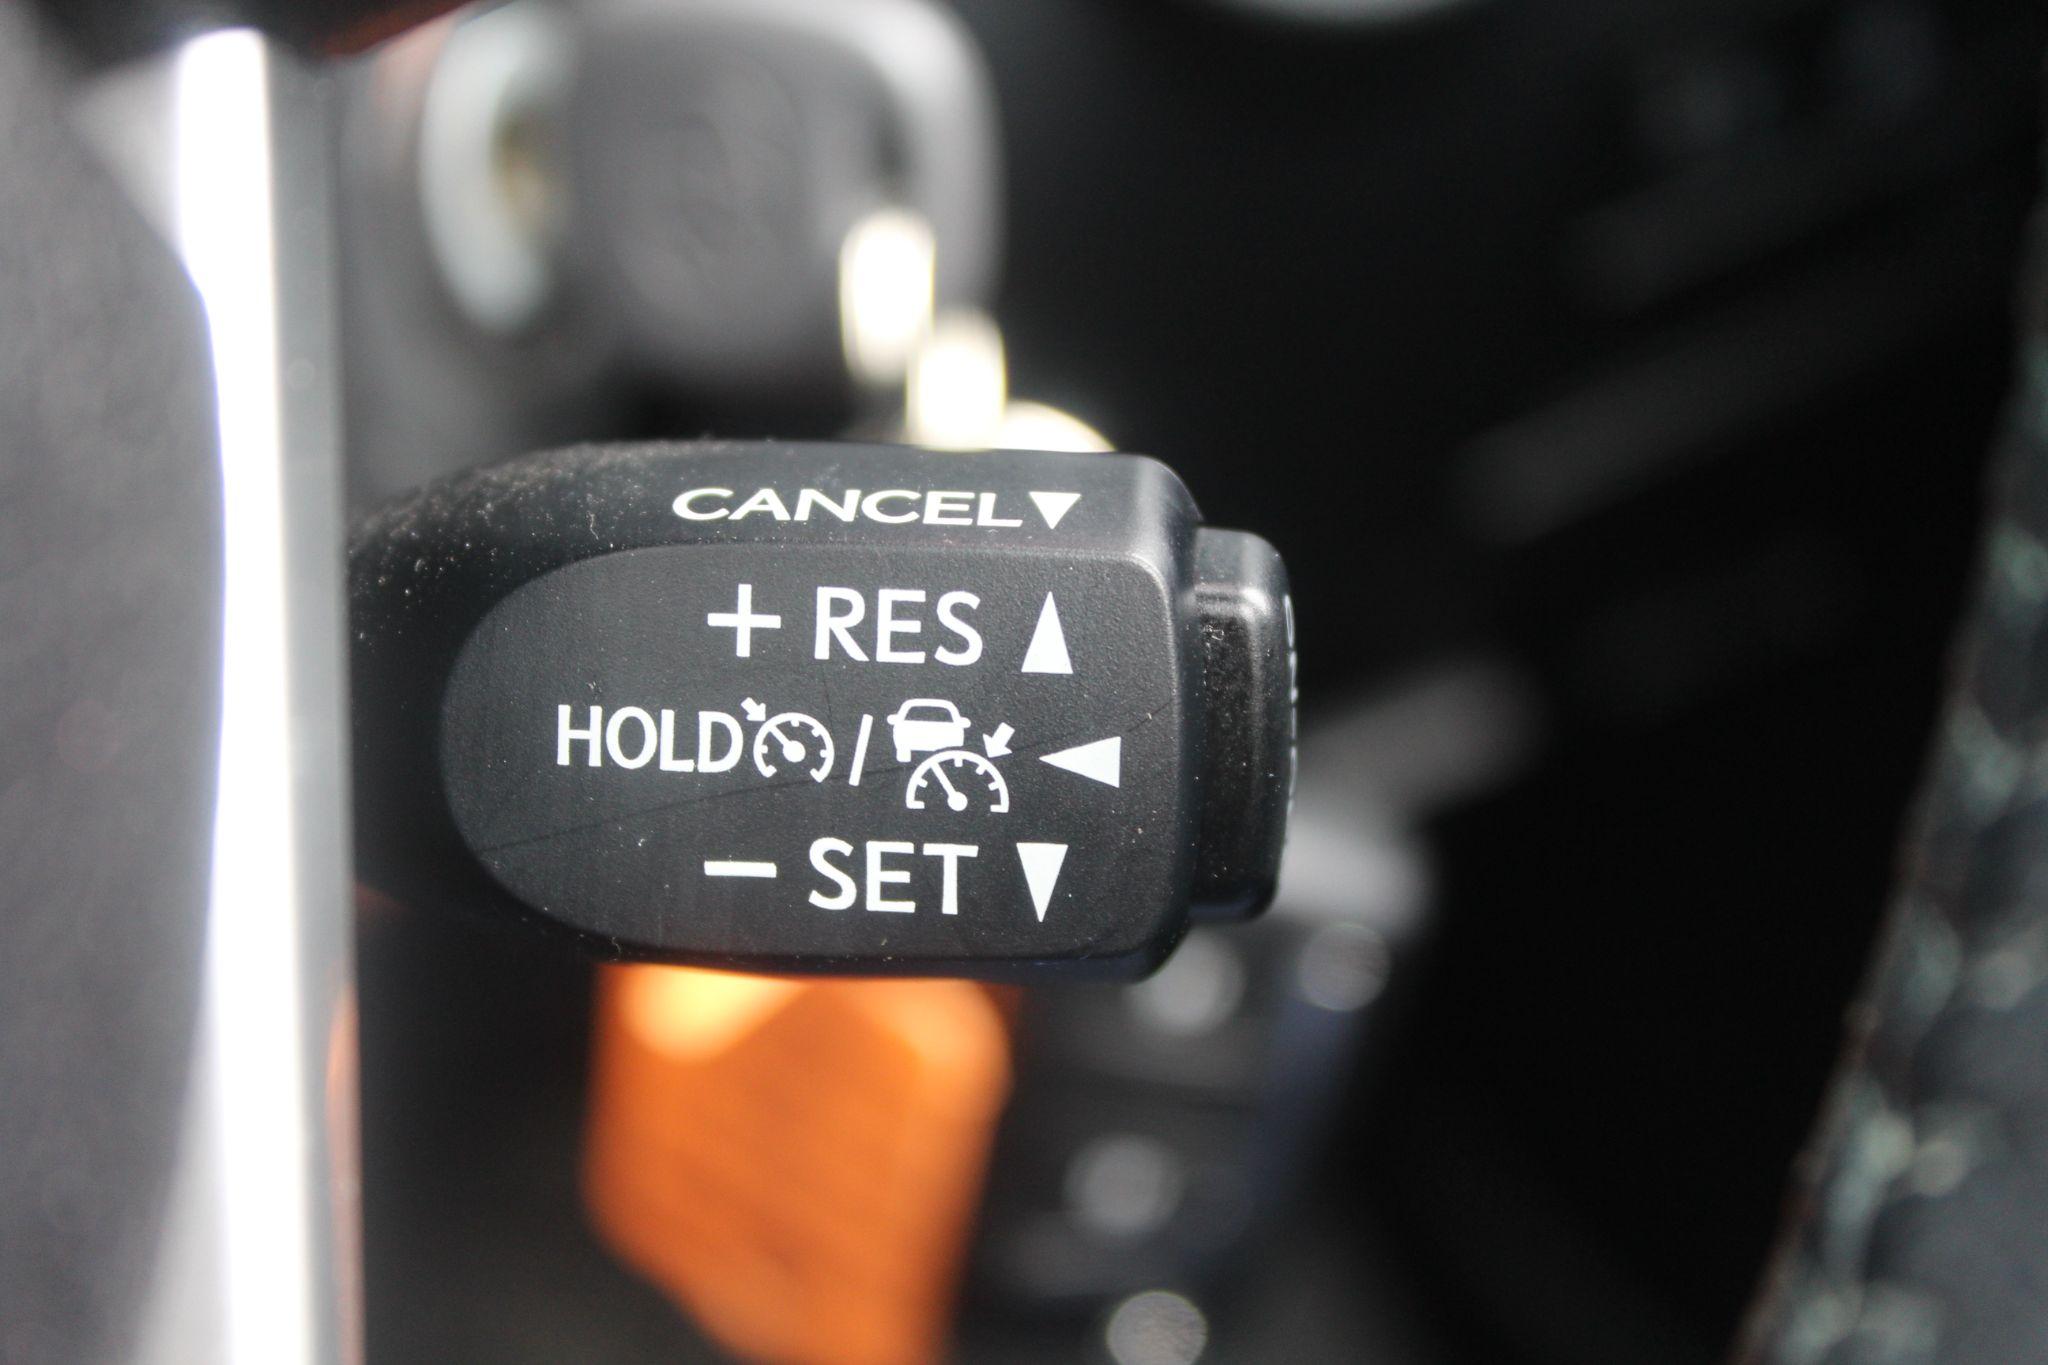 CANCEL▼
+ RES ▲
HOLD / ◀
− SET ▼